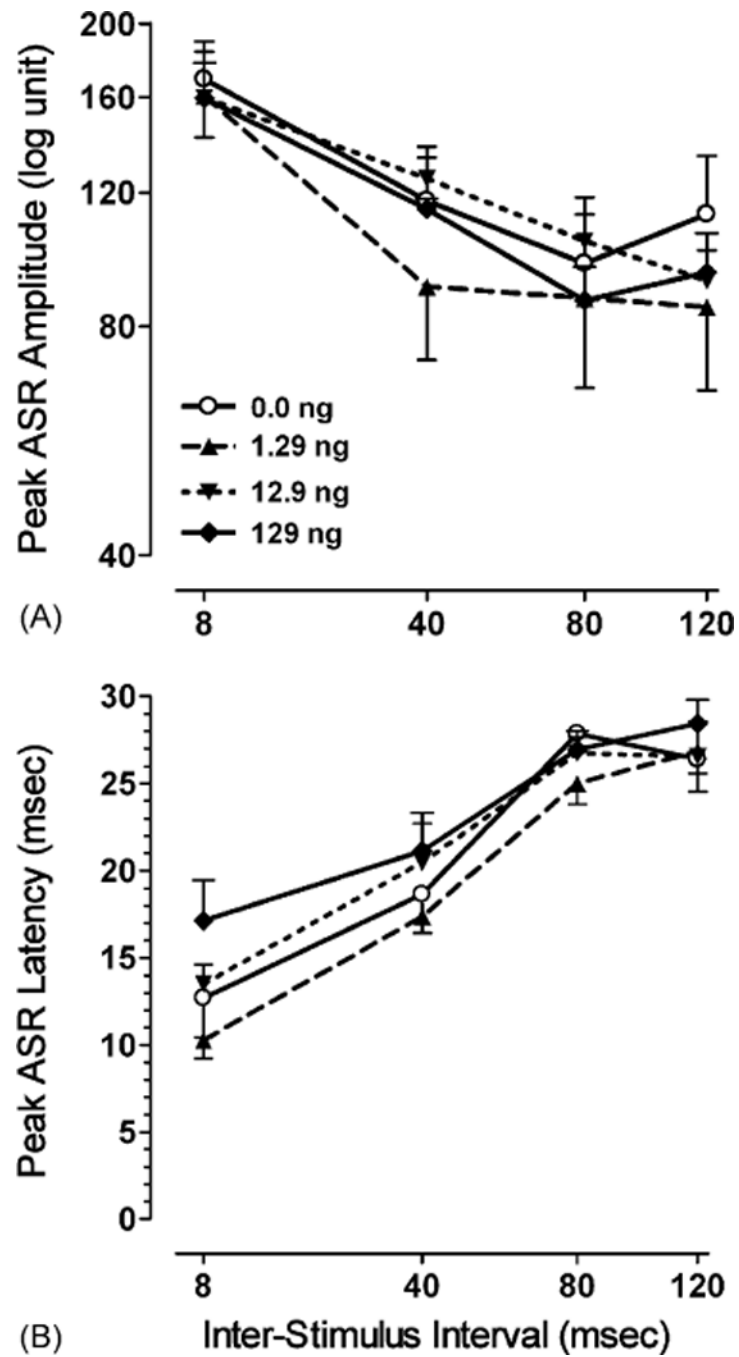 200
160
120
80
40
Peak ASR Amplitude (log unit)
0.0 ng
1.29 ng
12.9 ng
129 ng
(A)
8 40 80 120
30
25
20
15
10
5
0
Peak ASR Latency (msec)
8 40 80 120
(B) Inter-Stimulus Interval (msec)